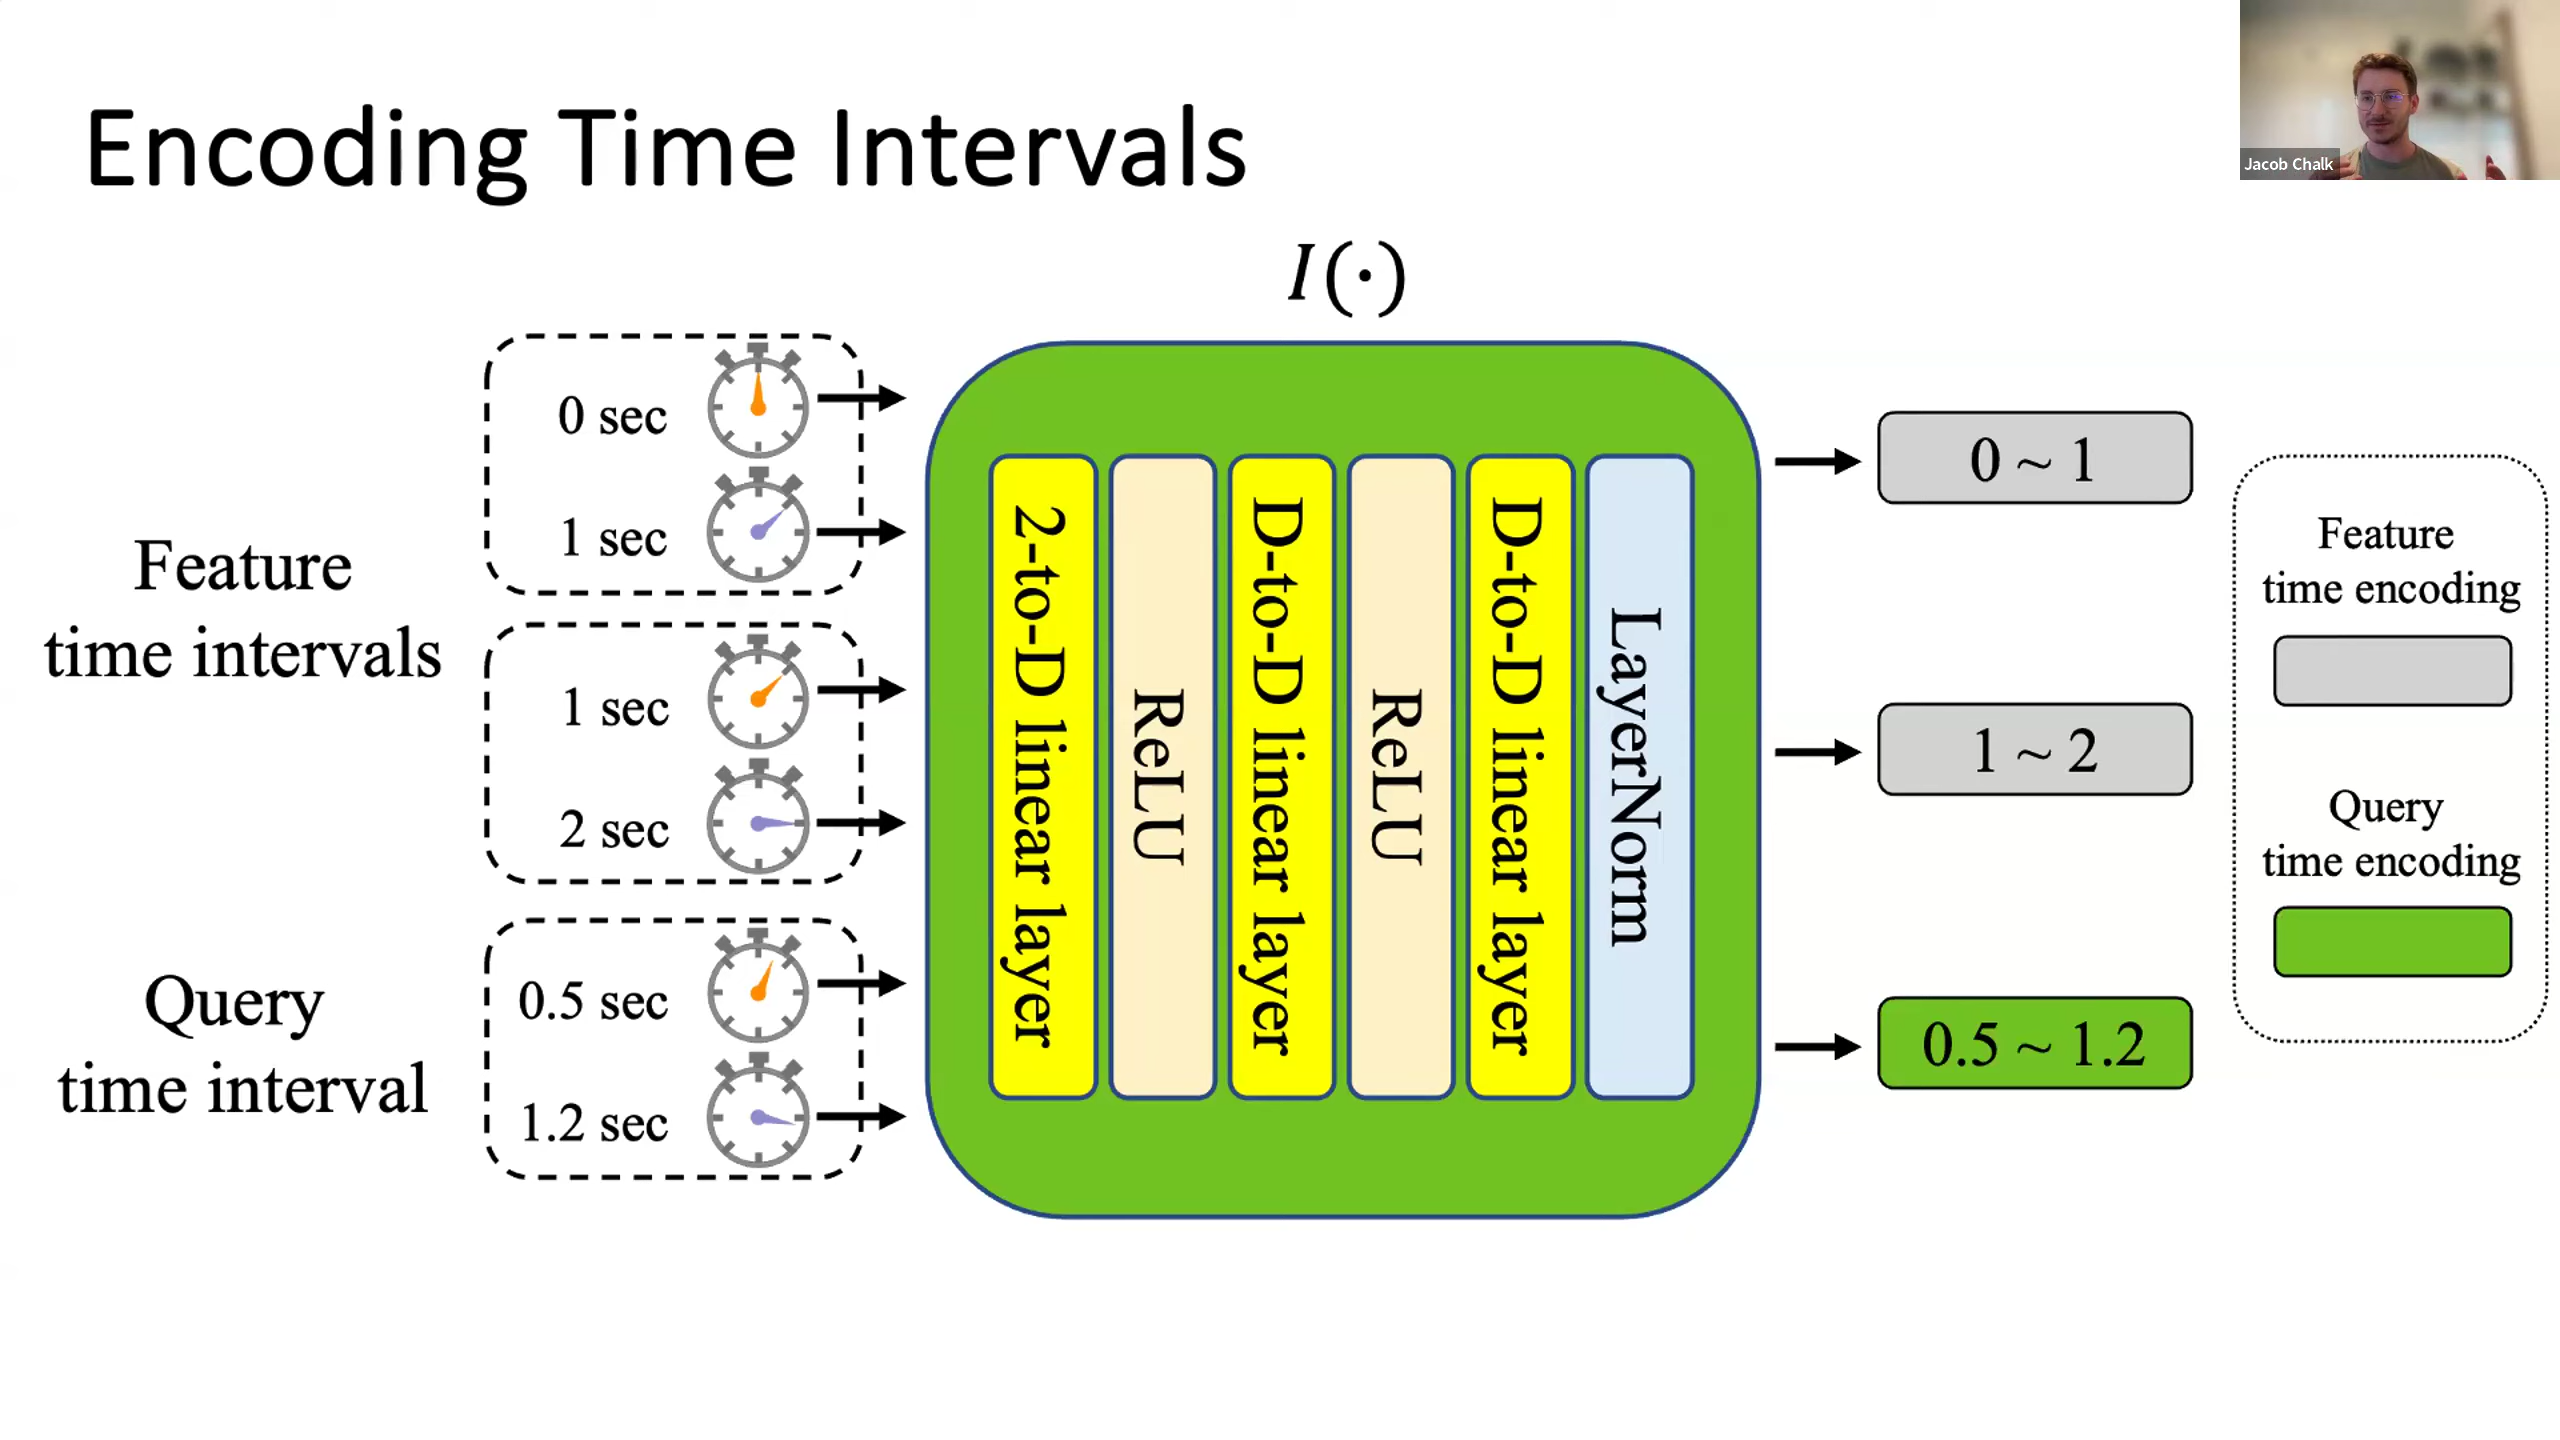 Encoding Time Intervals
Jacob Chalk
I(·)
Feature
time intervals
0 sec
1 sec
1 sec
2 sec
Query
time interval
0.5 sec
1.2 sec
2-to-D linear layer
ReLU
D-to-D linear layer
ReLU
D-to-D linear layer
LayerNorm
0 ~ 1
1 ~ 2
0.5 ~ 1.2
Feature
time encoding
Query
time encoding